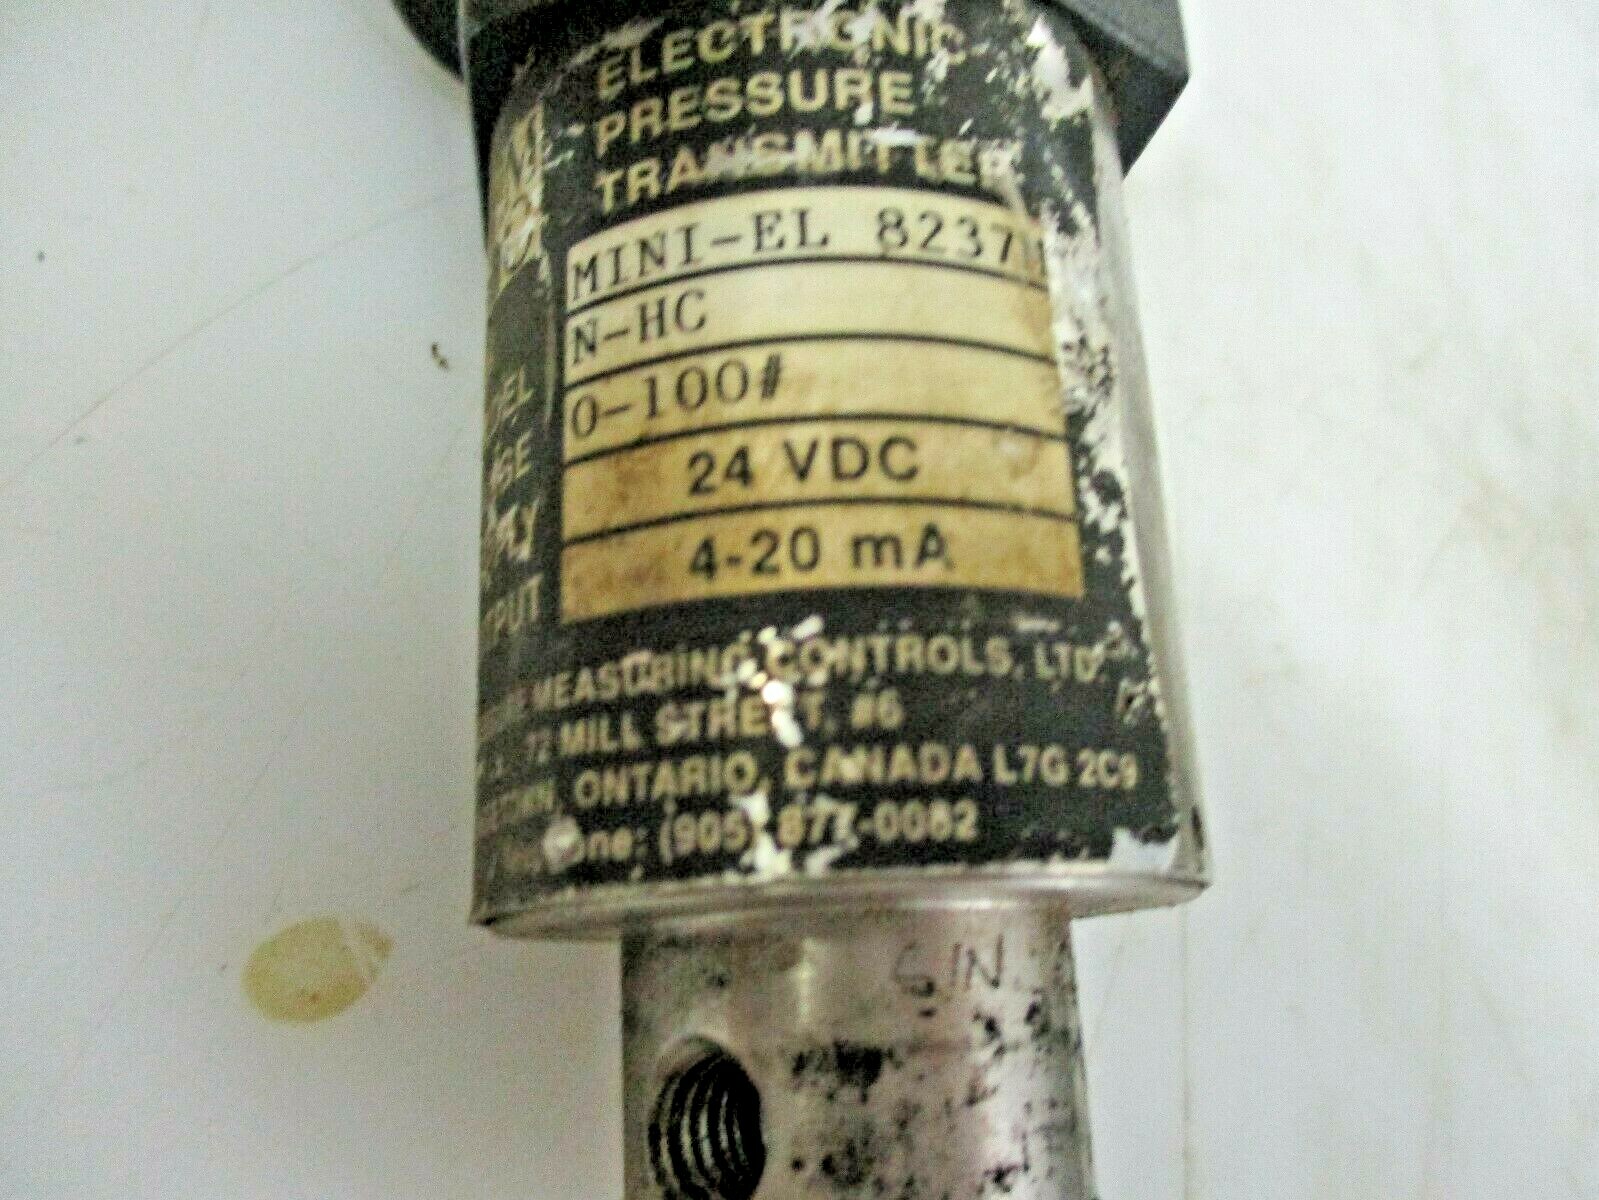 ELECTRONIC
PRESSURE
TRANSMITTER
MINI-EL 8237
N-HC
0-100#
24 VDC
4-20 mA
MEASURING CONTROLS, LTD.
72 MILL STREET, #6
ONTARIO, CANADA L7G 2C9
(905) 877-0082
S/N